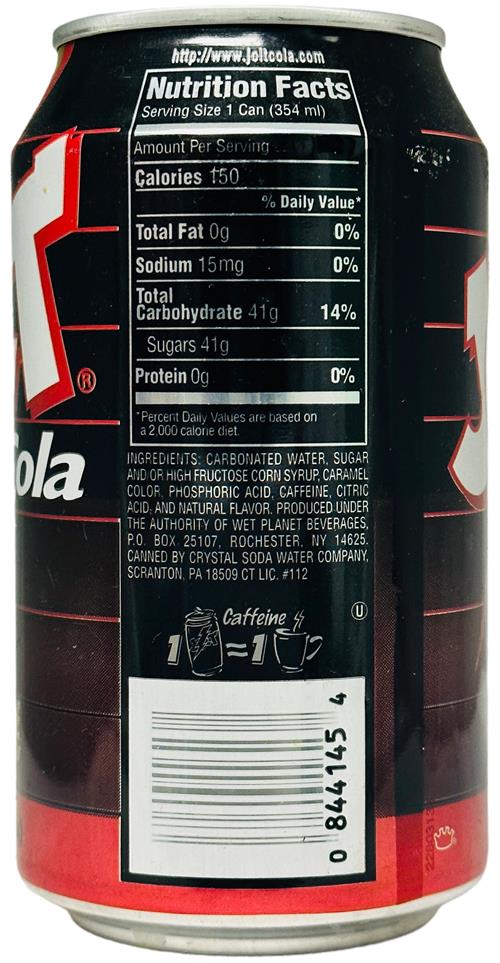 http://www.joltcola.com
Nutrition Facts
Serving Size 1 Can (354 ml)
Amount Per Serving
Calories 150
% Daily Value*
Total Fat 0g 0%
Sodium 15mg 0%
Total
Carbohydrate 41g 14%
Sugars 41g
Protein 0g 0%
*Percent Daily Values are based on
a 2,000 calorie diet.
INGREDIENTS: CARBONATED WATER, SUGAR
AND/OR HIGH FRUCTOSE CORN SYRUP, CARAMEL
COLOR, PHOSPHORIC ACID, CAFFEINE, CITRIC
ACID, AND NATURAL FLAVOR. PRODUCED UNDER
THE AUTHORITY OF WET PLANET BEVERAGES,
P.O. BOX 25107, ROCHESTER, NY 14625.
CANNED BY CRYSTAL SODA WATER COMPANY,
SCRANTON, PA 18509 CT LIC. #112
Caffeine
1 ≈ 1
U
0 844145 4
T ®
ola
J